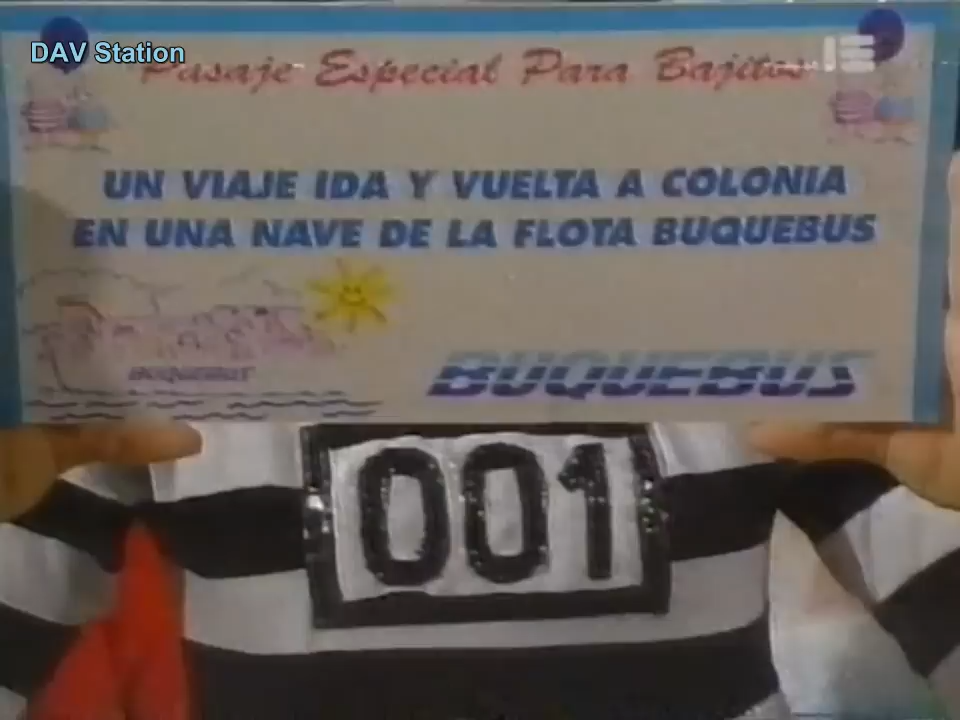 DAV Station
Pasaje Especial Para Bajitos
UN VIAJE IDA Y VUELTA A COLONIA
EN UNA NAVE DE LA FLOTA BUQUEBUS
BUQUEBUS
BUQUEBUS
001